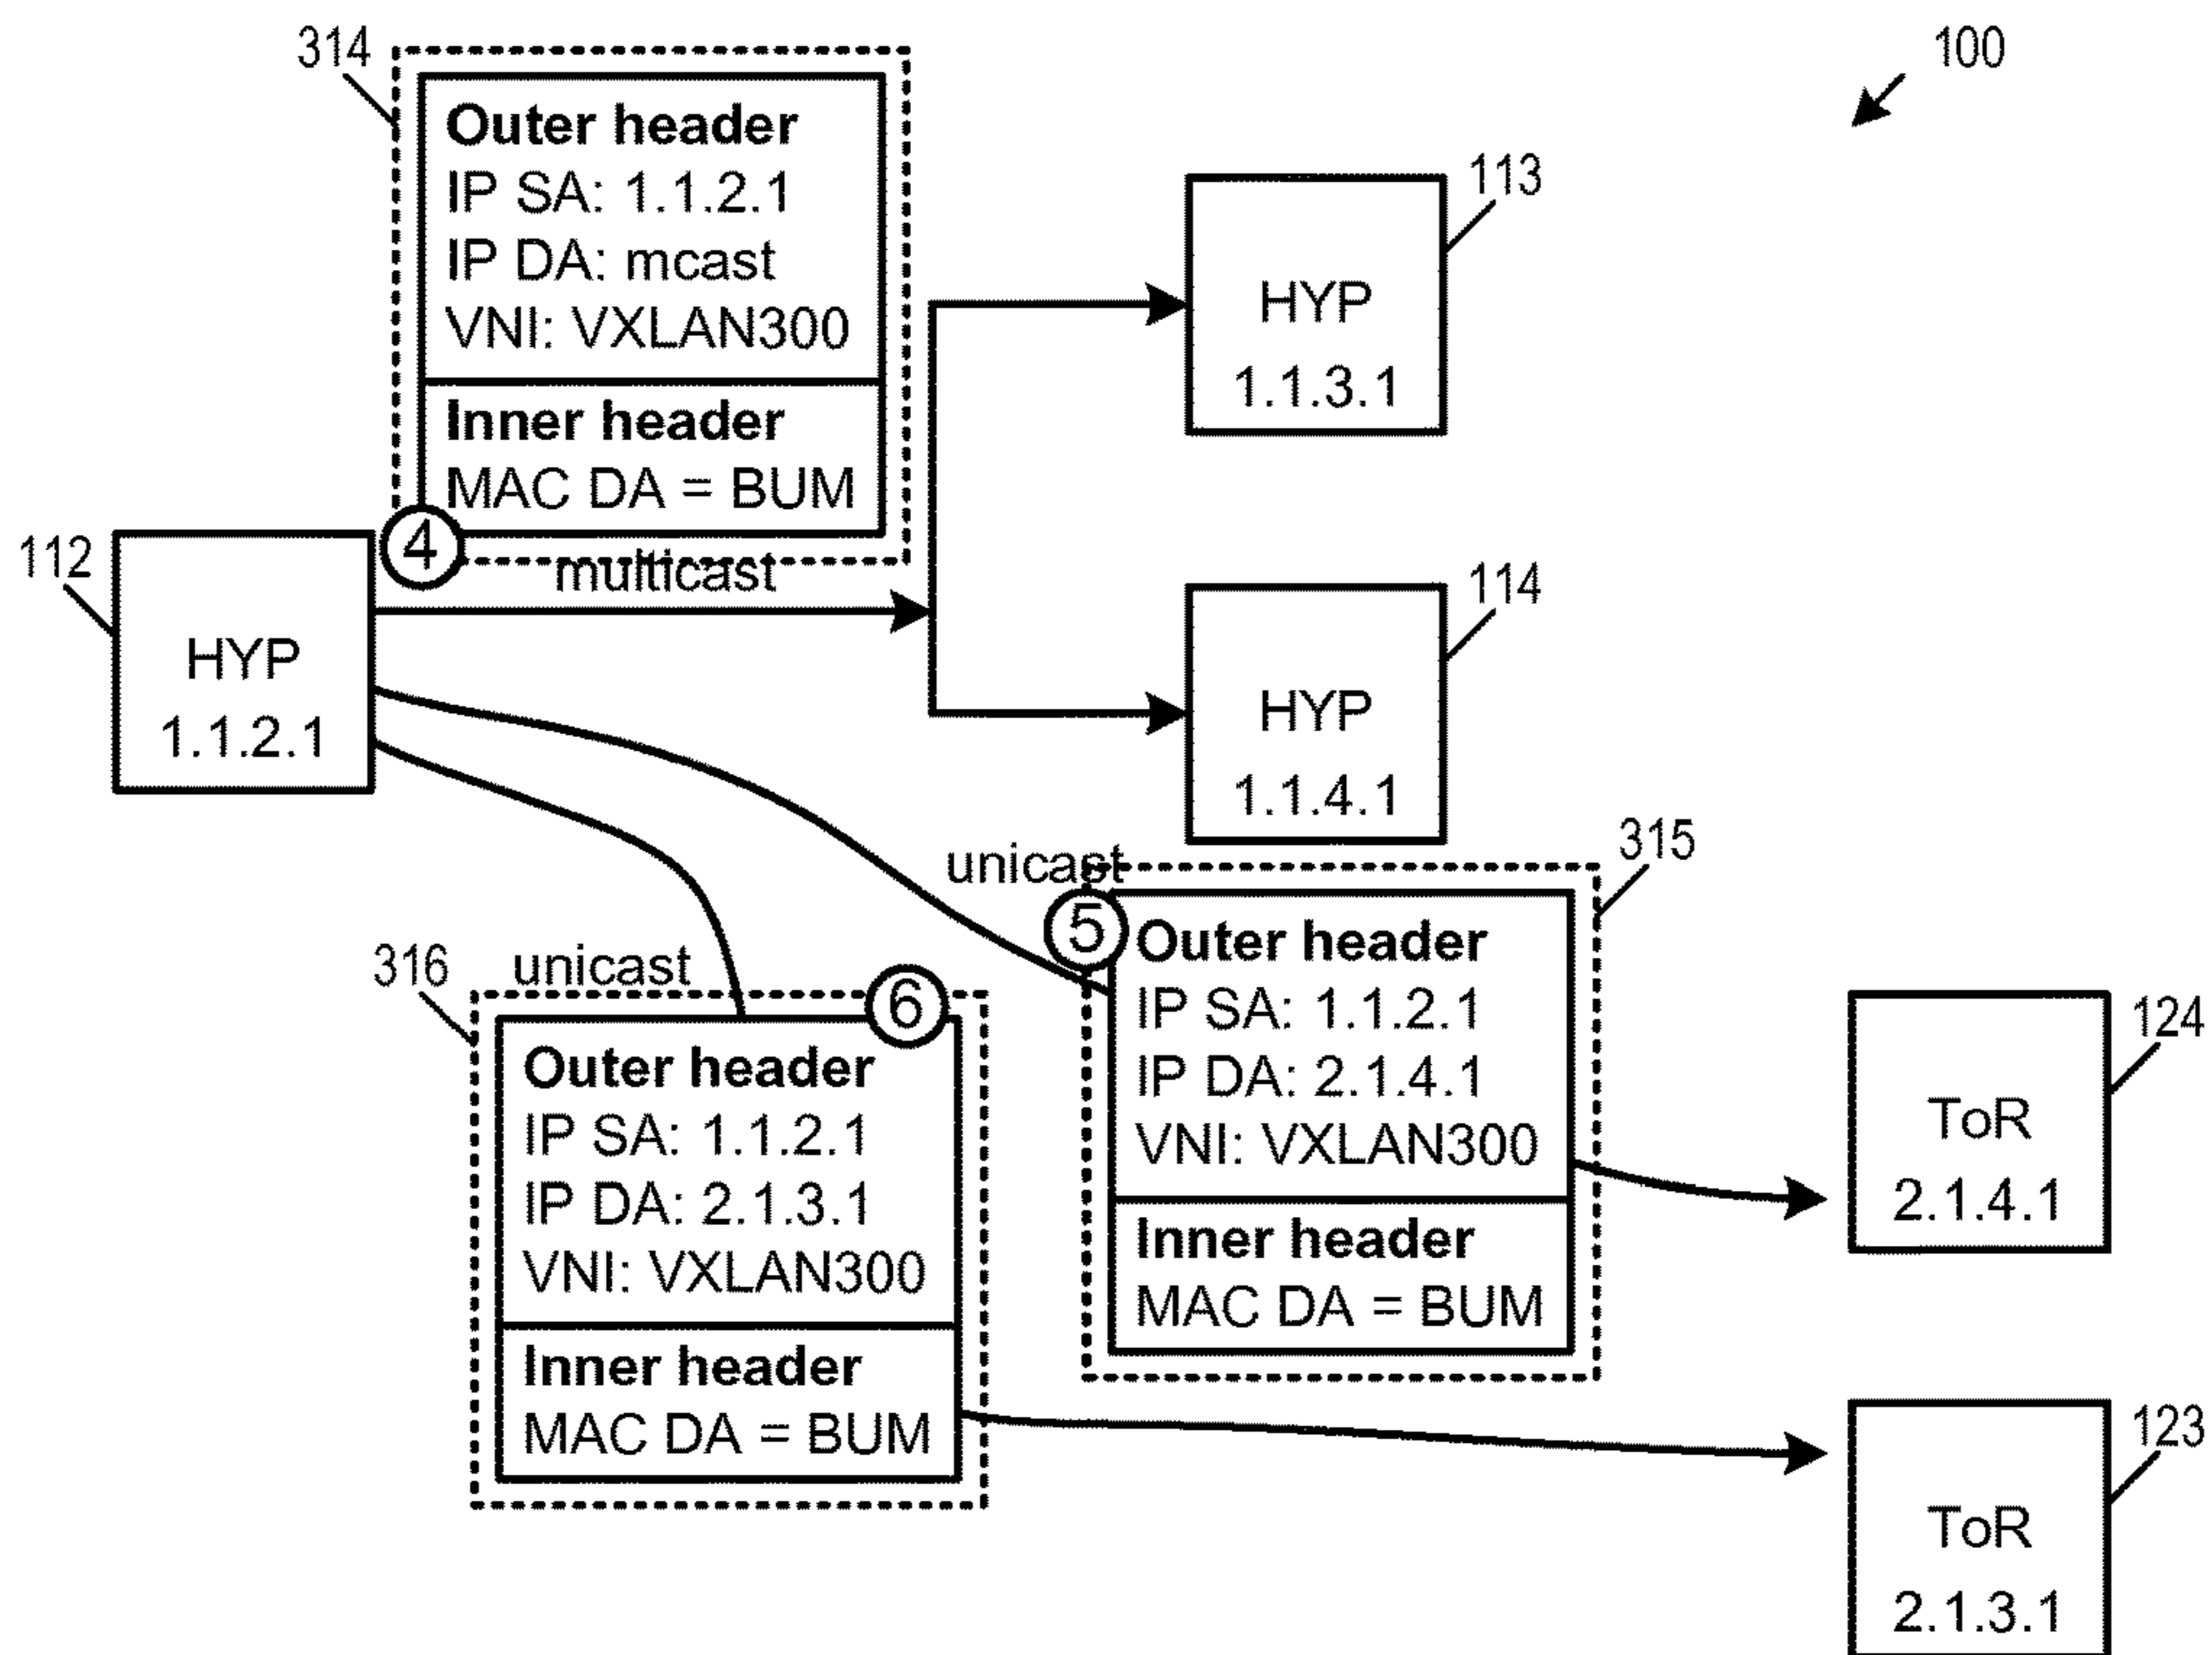 314
100
Outer header
IP SA: 1.1.2.1
IP DA: mcast
VNI: VXLAN300
Inner header
MAC DA = BUM
4
multicast
113
HYP
1.1.3.1
112
HYP
1.1.2.1
114
HYP
1.1.4.1
unicast
315
5
Outer header
IP SA: 1.1.2.1
IP DA: 2.1.4.1
VNI: VXLAN300
Inner header
MAC DA = BUM
316
unicast
6
Outer header
IP SA: 1.1.2.1
IP DA: 2.1.3.1
VNI: VXLAN300
Inner header
MAC DA = BUM
124
ToR
2.1.4.1
123
ToR
2.1.3.1